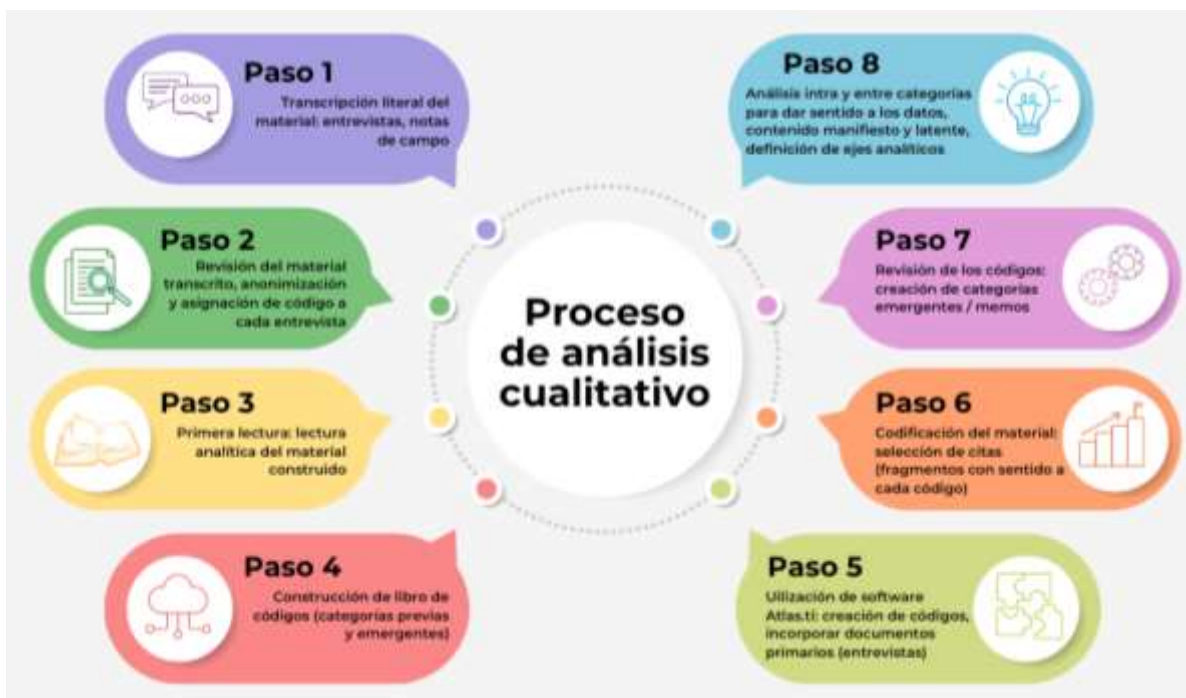 Paso 1
Transcripción literal del
material: entrevistas, notas
de campo
Paso 2
Revisión del material
transcrito, anonimización
y asignación de código a
cada entrevista
Paso 3
Primera lectura: lectura
analítica del material
construido
Paso 4
Construcción de libro de
códigos (categorías previas
y emergentes)
Proceso
de análisis
cualitativo
Paso 5
Uilización de software
Atlas.ti: creación de códigos,
incorporar documentos
primarios (entrevistas)
Paso 6
Codificación del material:
selección de citas
(fragmentos con sentido a
cada código)
Paso 7
Revisión de los códigos:
creación de categorías
emergentes / memos
Paso 8
Análisis intra y entre categorías
para dar sentido a los datos,
contenido manifiesto y latente,
definición de ejes analíticos